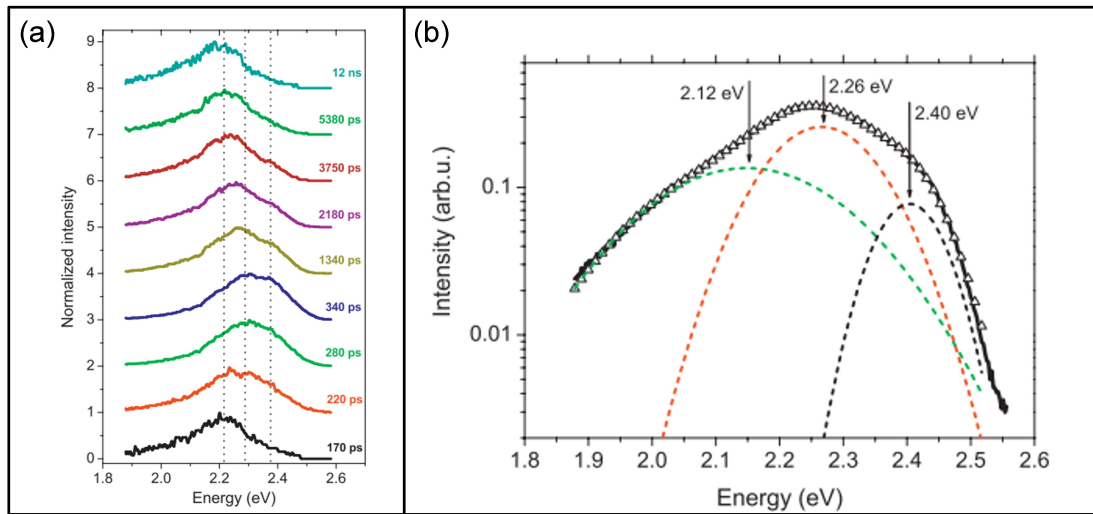 (a)
9
8
7
6
5
4
3
2
1
0
Normalized intensity
12 ns
5380 ps
3750 ps
2180 ps
1340 ps
340 ps
280 ps
220 ps
170 ps
1.8 2.0 2.2 2.4 2.6
Energy (eV)
(b)
2.12 eV
2.26 eV
2.40 eV
0.1
0.01
Intensity (arb.u.)
1.8 1.9 2.0 2.1 2.2 2.3 2.4 2.5 2.6
Energy (eV)